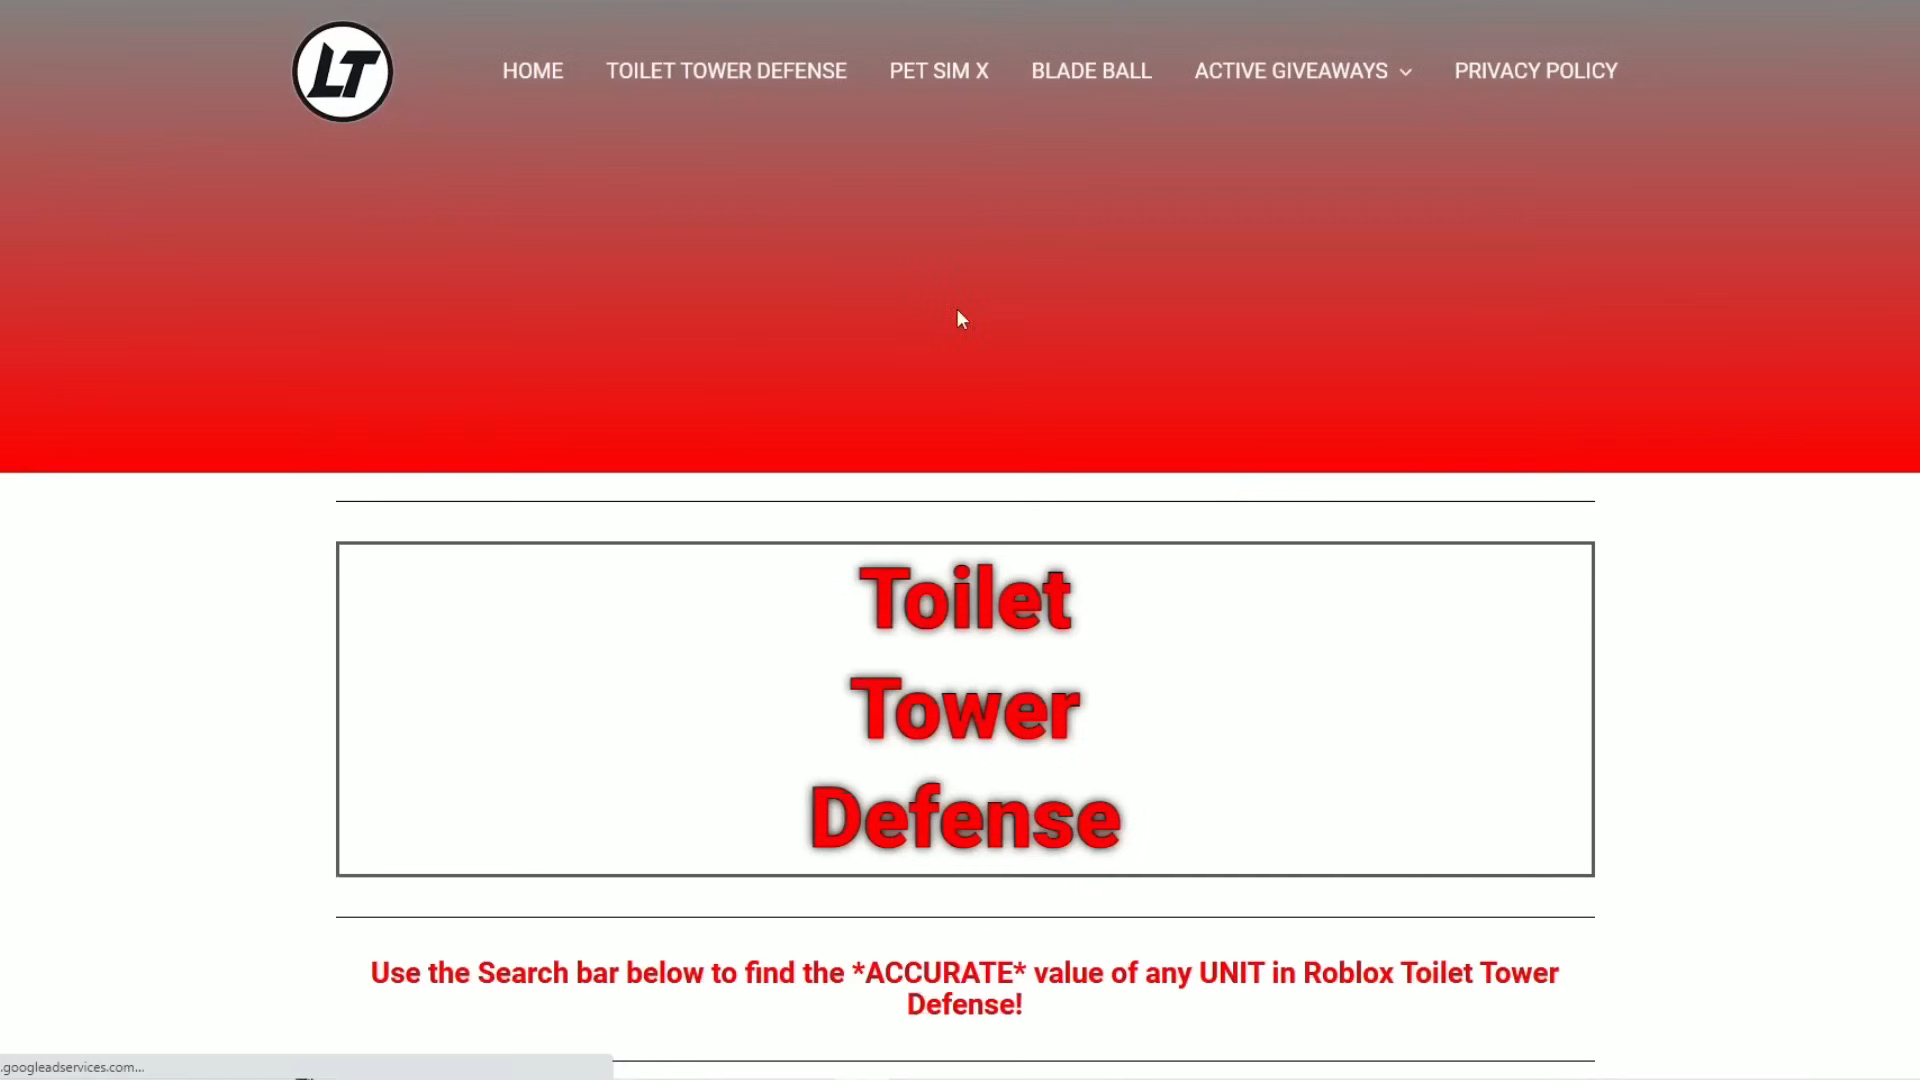 LT
HOME TOILET TOWER DEFENSE PET SIM X BLADE BALL ACTIVE GIVEAWAYS PRIVACY POLICY
Toilet
Tower
Defense
Use the Search bar below to find the *ACCURATE* value of any UNIT in Roblox Toilet Tower
Defense!
.googleadservices.com...